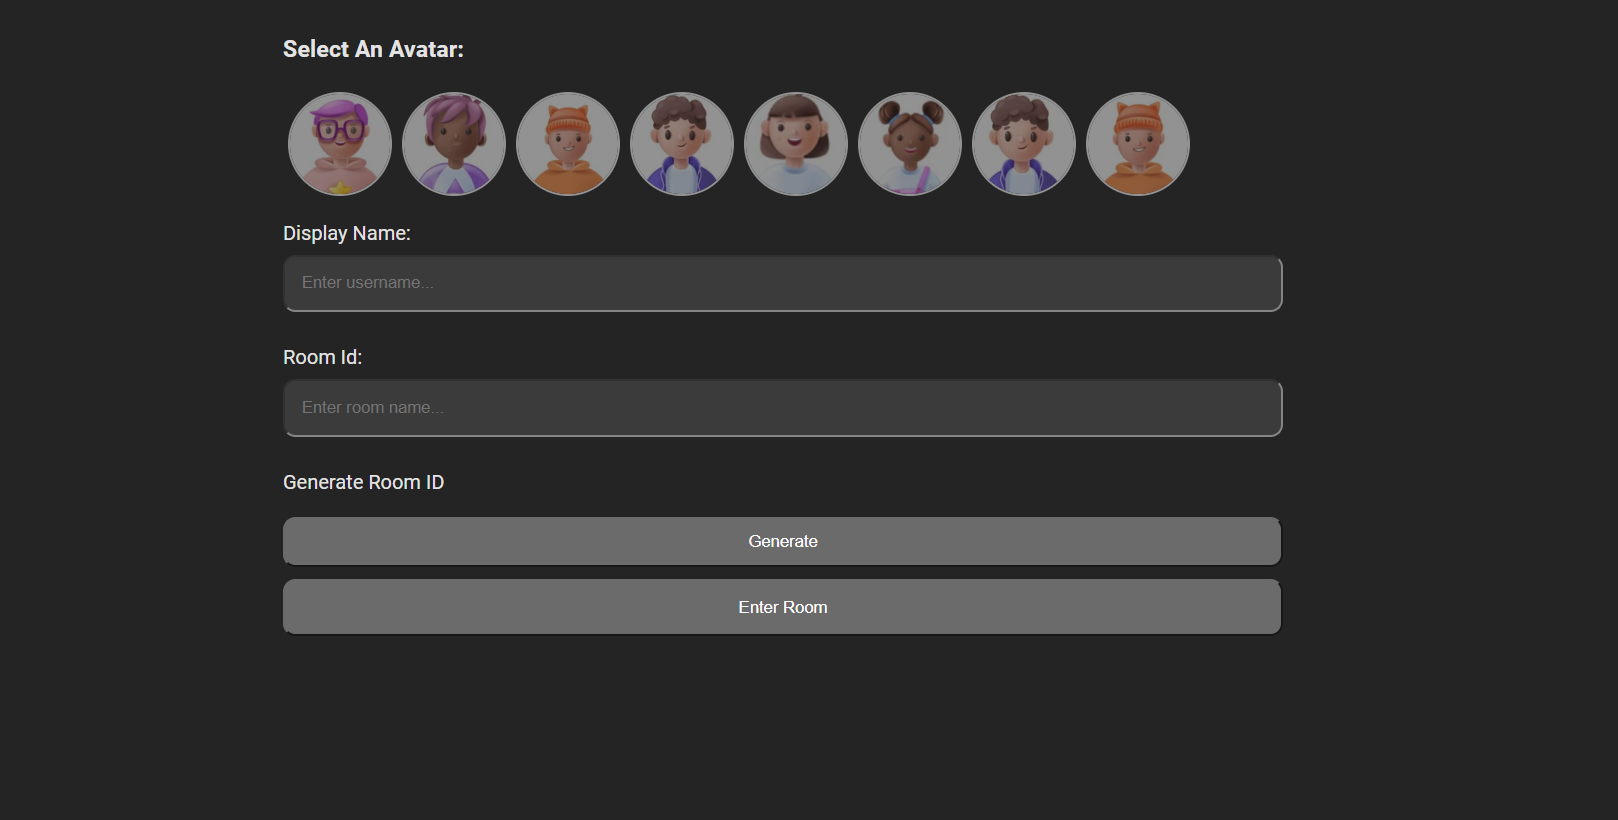 Select An Avatar:
Display Name:
Enter username...
Room Id:
Enter room name...
Generate Room ID
Generate
Enter Room